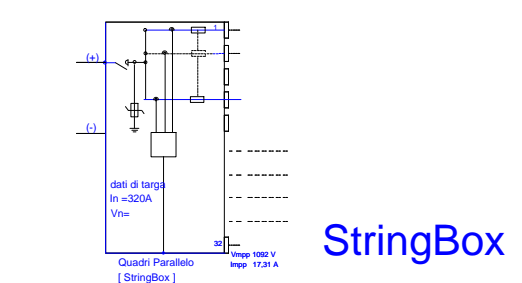 1
(+)
(-)
dati di targa
In =320A
Vn=
32
Vmpp 1092 V
Impp 17,31 A
Quadri Parallelo
[ StringBox ]
StringBox